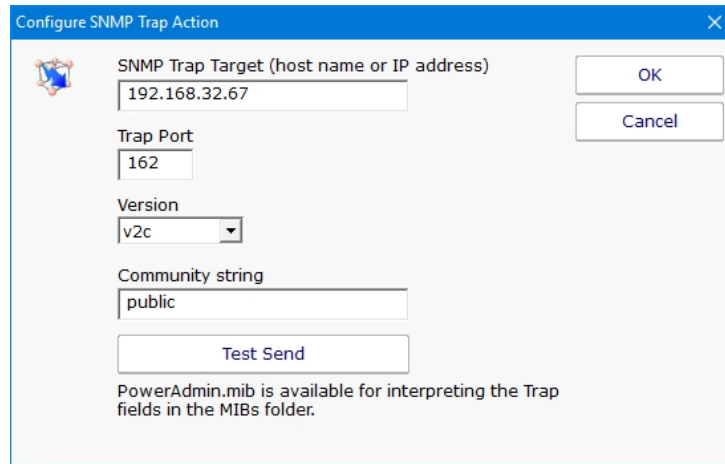 Configure SNMP Trap Action
SNMP Trap Target (host name or IP address)
192.168.32.67
OK
Cancel
Trap Port
162
Version
v2c
Community string
public
Test Send
PowerAdmin.mib is available for interpreting the Trap
fields in the MIBs folder.